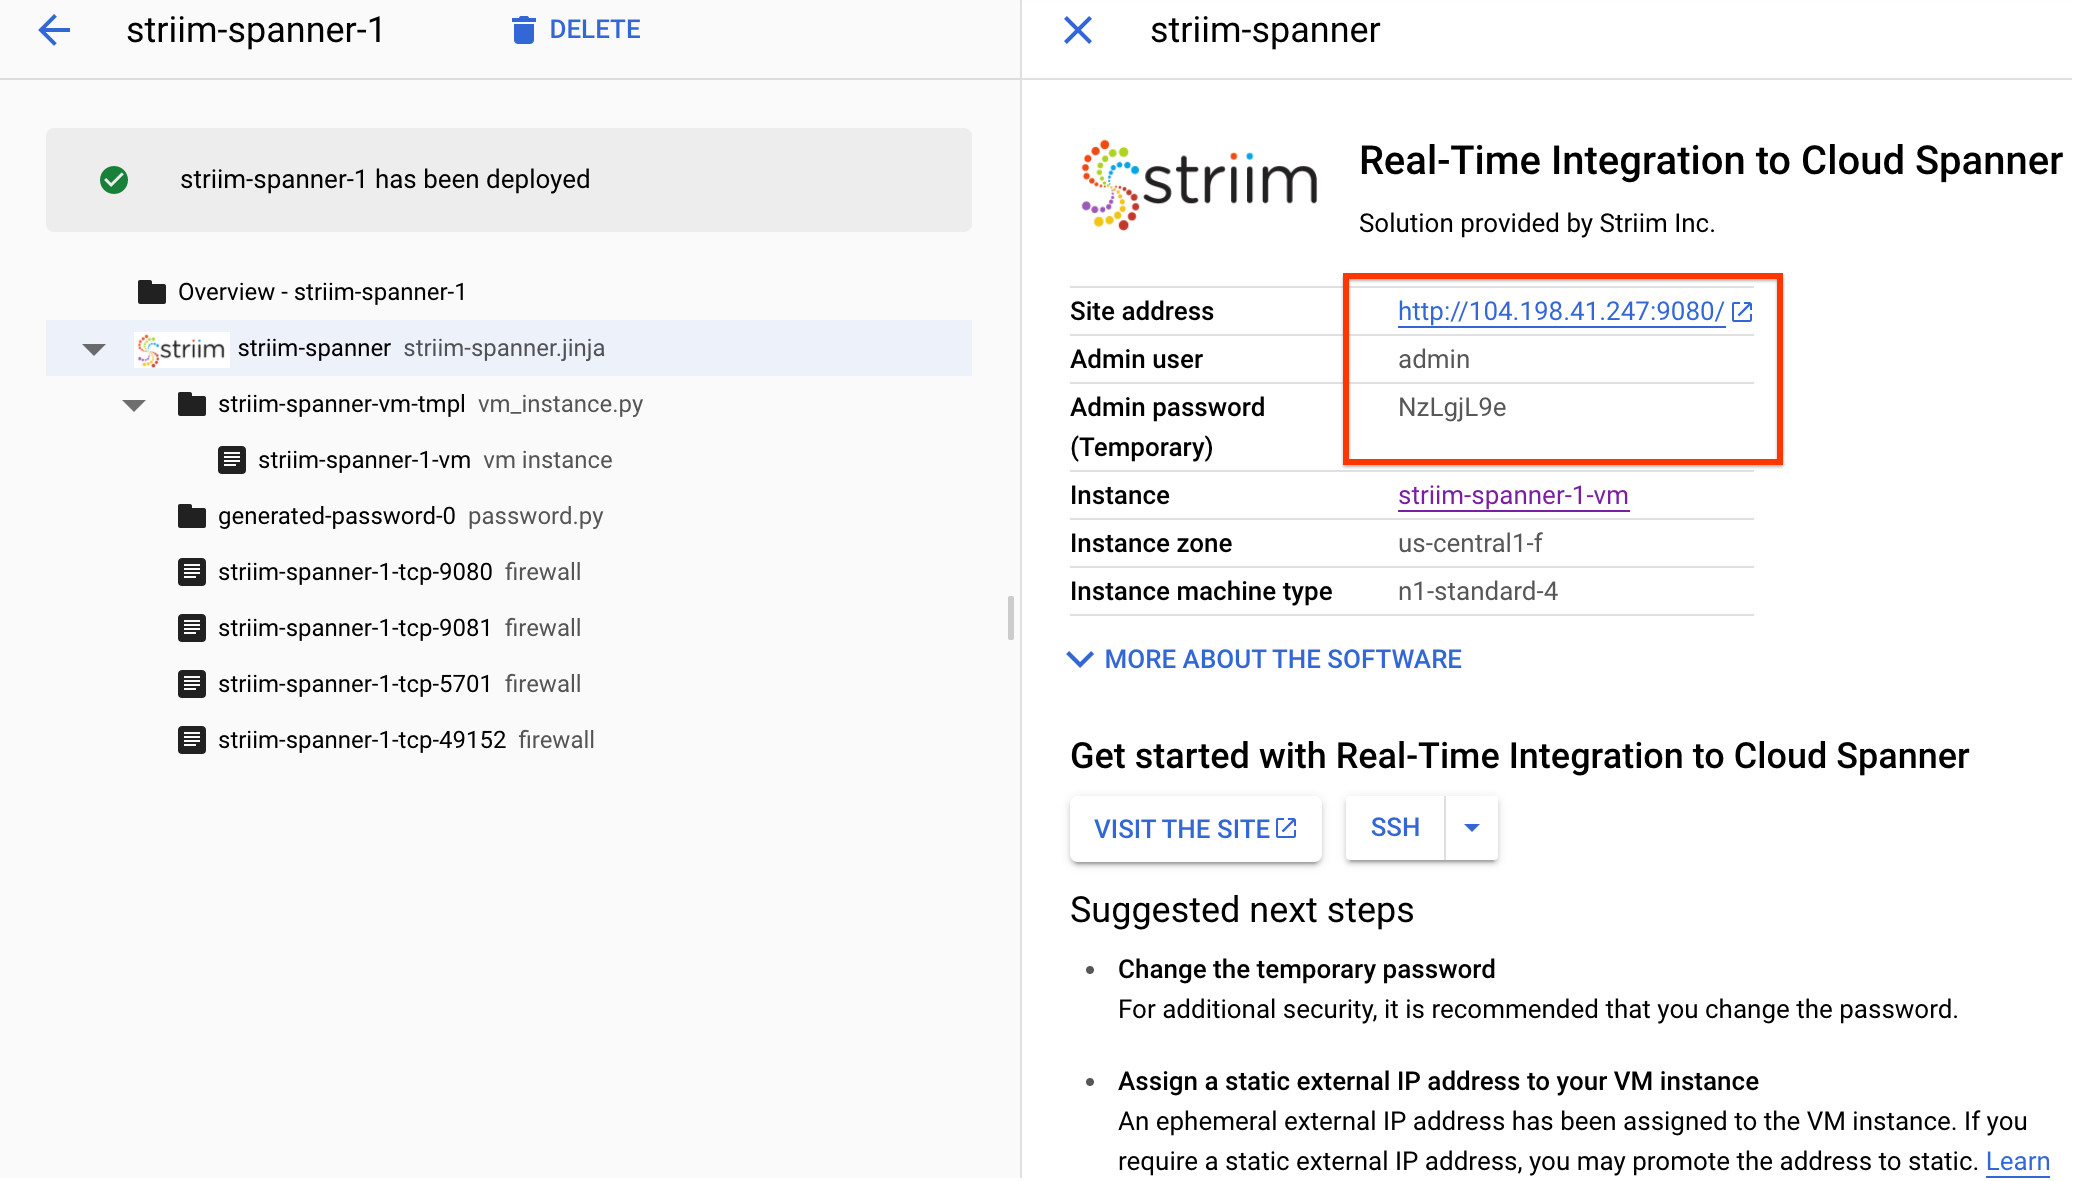 striim-spanner-1
DELETE
striim-spanner-1 has been deployed
Overview - striim-spanner-1
striim striim-spanner striim-spanner.jinja
striim-spanner-vm-tmpl vm_instance.py
striim-spanner-1-vm vm instance
generated-password-0 password.py
striim-spanner-1-tcp-9080 firewall
striim-spanner-1-tcp-9081 firewall
striim-spanner-1-tcp-5701 firewall
striim-spanner-1-tcp-49152 firewall
striim-spanner
striim
Real-Time Integration to Cloud Spanner
Solution provided by Striim Inc.
Site address http://104.198.41.247:9080/
Admin user admin
Admin password NzLgjL9e
(Temporary)
Instance striim-spanner-1-vm
Instance zone us-central1-f
Instance machine type n1-standard-4
MORE ABOUT THE SOFTWARE
Get started with Real-Time Integration to Cloud Spanner
VISIT THE SITE
SSH
Suggested next steps
Change the temporary password
For additional security, it is recommended that you change the password.
Assign a static external IP address to your VM instance
An ephemeral external IP address has been assigned to the VM instance. If you
require a static external IP address, you may promote the address to static. Learn